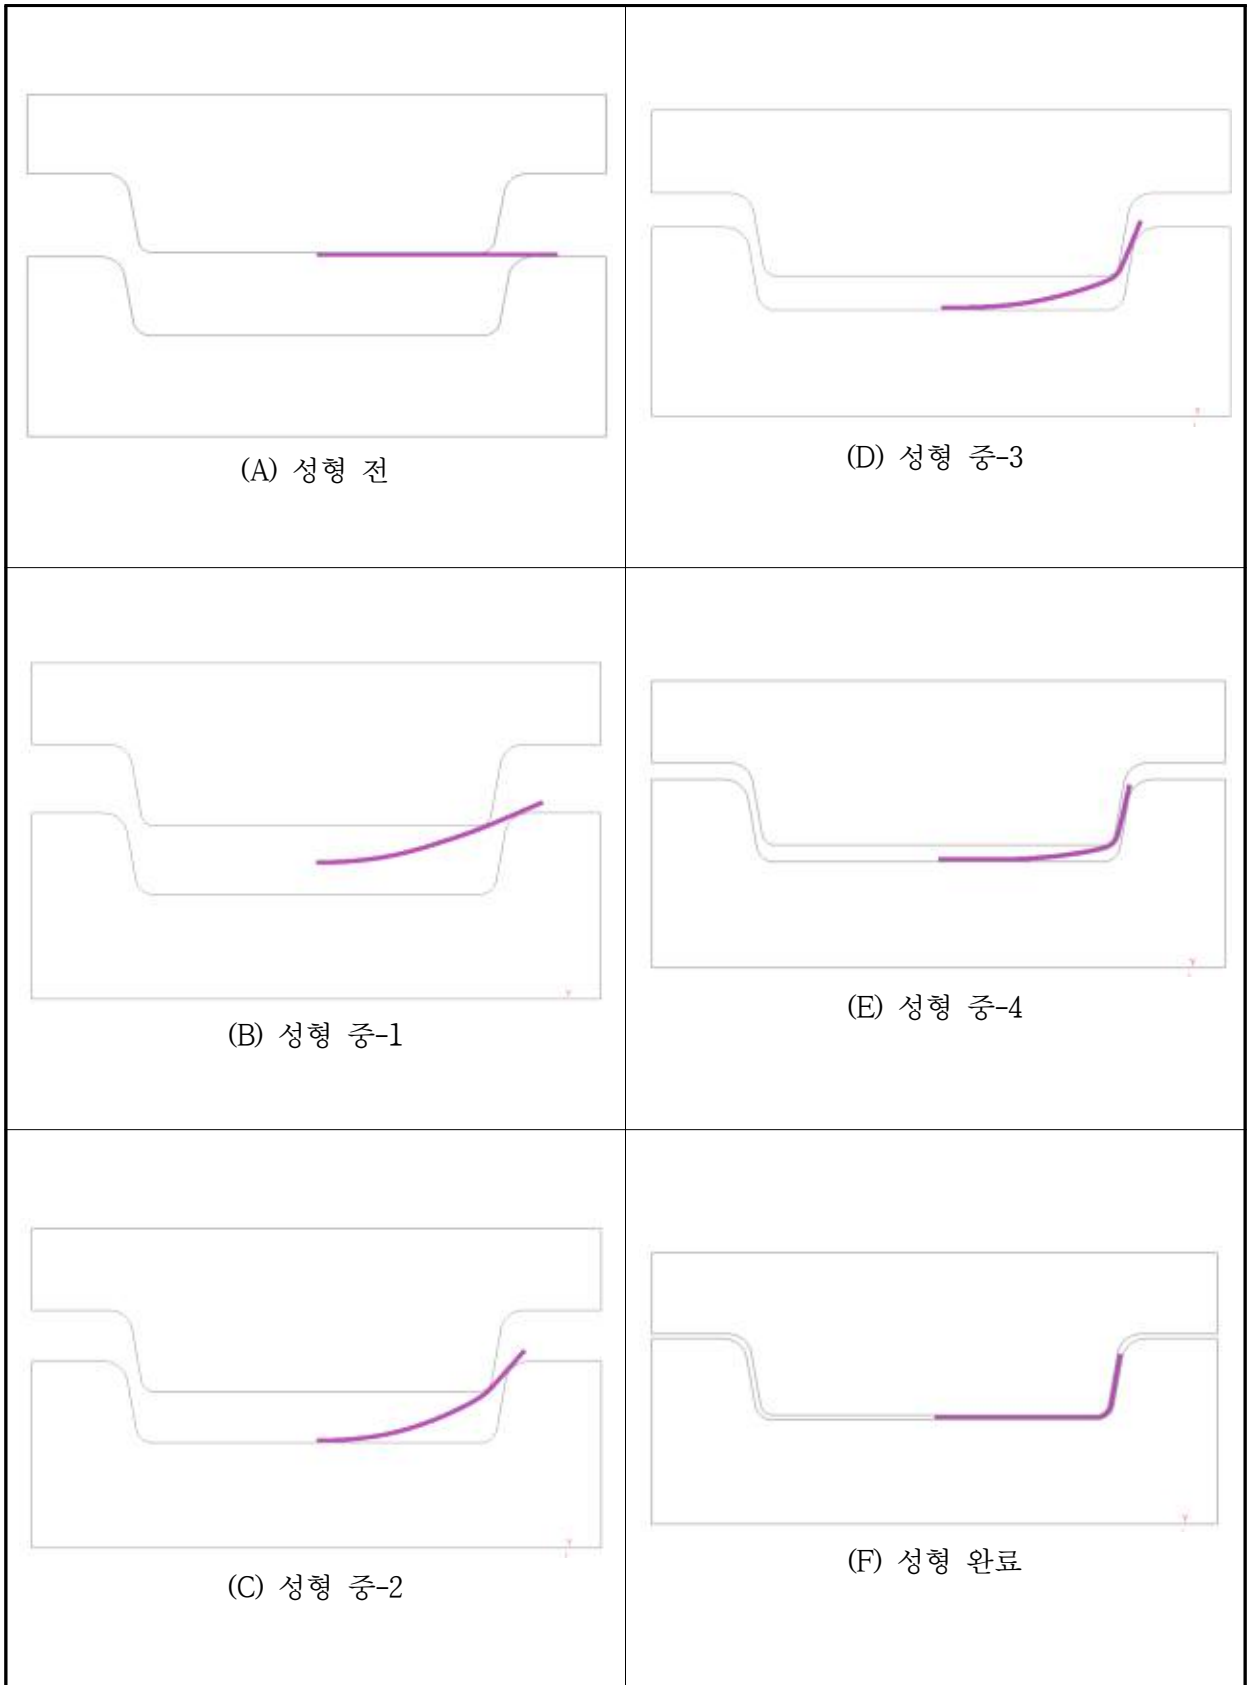 (A) 성형 전
(D) 성형 중-3
(B) 성형 중-1
(E) 성형 중-4
(C) 성형 중-2
(F) 성형 완료